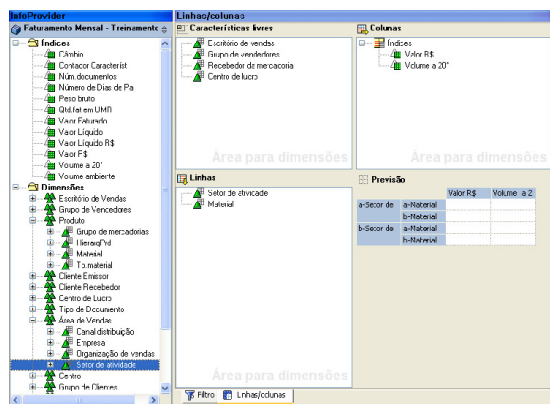 InfoProvider
Faturamento Mensal - Treinamento
Índices
Câmbio
Contador Caracterist
Núm.documentos
Número de Dias de Pa
Peso bruto
Qtd.fat em UMB
Valor Faturado
Valor Líquido
Valor Líquido R$
Valor R$
Volume a 20°
Volume ambiente
Dimensões
Escritório de Vendas
Grupo de Vendedores
Produto
Grupo de mercadorias
HierarqPrd
Material
Tp.material
Cliente Emissor
Cliente Recebedor
Centro de Lucro
Tipo de Documento
Área de Vendas
Canal distribuição
Empresa
Organização de vendas
Setor de atividade
Centro
Grupo de Clientes
Linhas/colunas
Características livres
Escritório de vendas
Grupo de vendedores
Recebedor da mercadoria
Centro de lucro
Área para dimensões
Colunas
Índices
Valor R$
Volume a 20°
Área para dimensões
Linhas
Setor de atividade
Material
Área para dimensões
Previsão
Valor R$ Volume a 2
a-Setor de a-Material
b-Material
b-Setor de a-Material
b-Material
Filtro Linhas/colunas